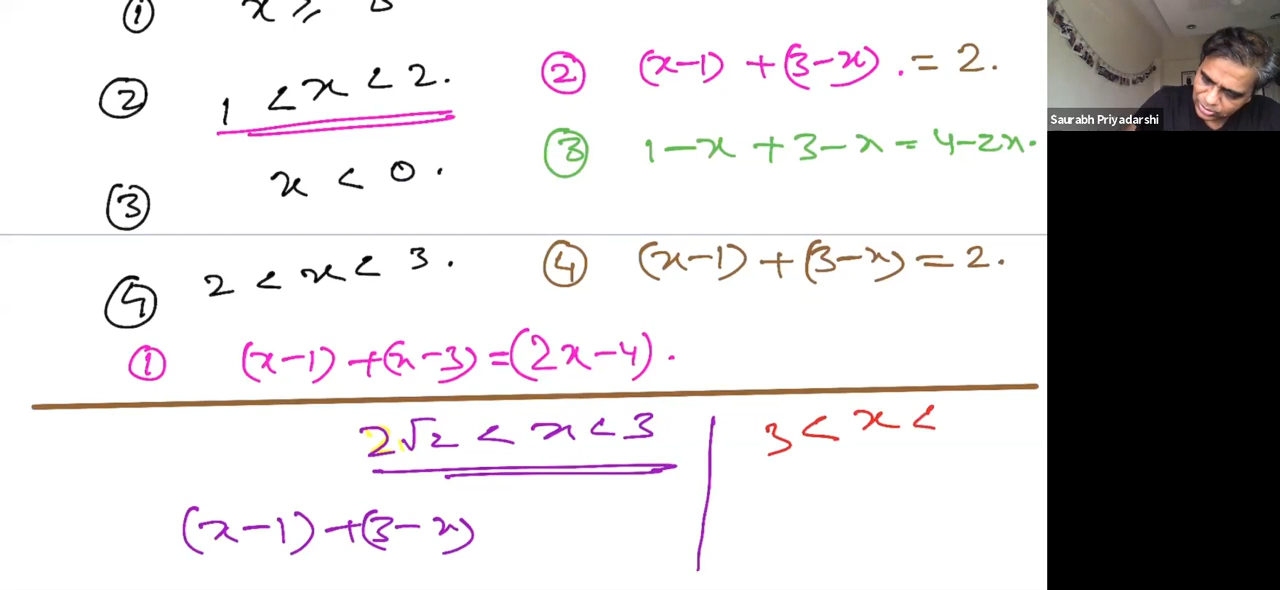 ① x ≥
② 1 < x < 2.
② (x-1) + (3-x). = 2.
Saurabh Priyadarshi
③ x < 0.
③ 1-x + 3-x = 4-2x.
④ 2 < x < 3.
④ (x-1) + (3-x) = 2.
① (x-1) + (x-3) = (2x-4).
2√2 < x < 3
3 < x <
(x-1) + (3-x)